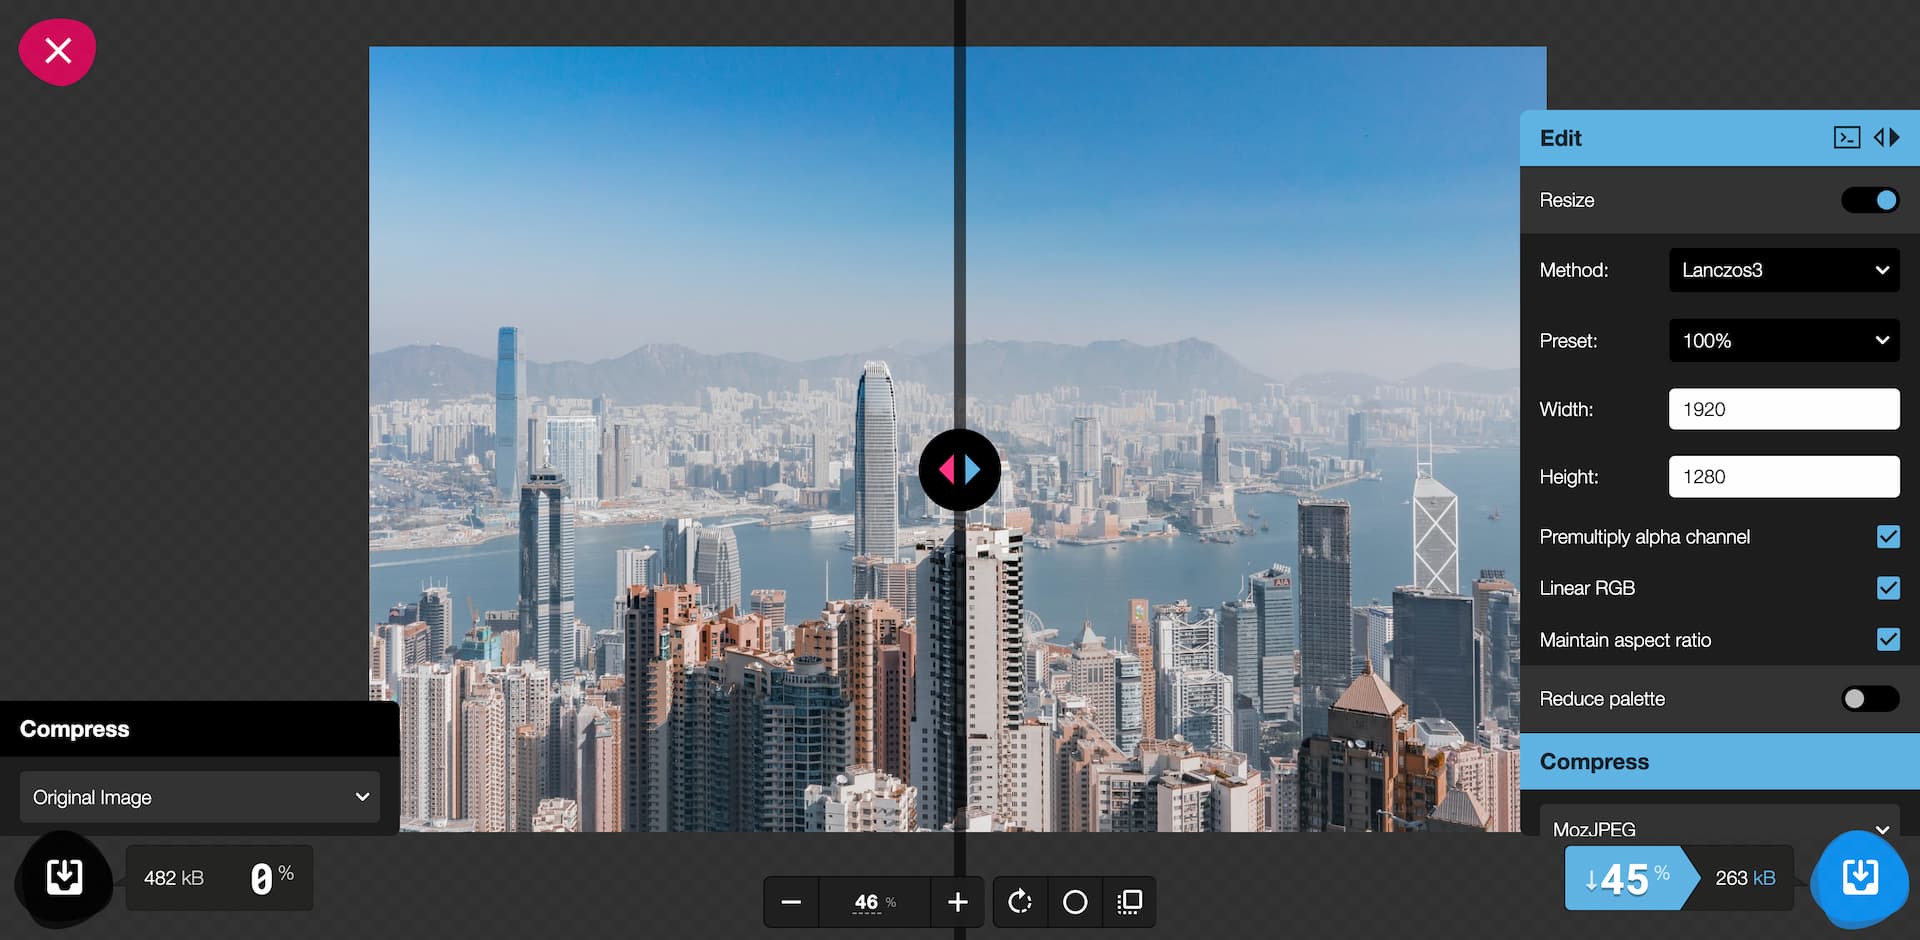 Edit
Resize
Method:
Lanczos3
Preset:
100%
Width:
1920
Height:
1280
Premultiply alpha channel
Linear RGB
Maintain aspect ratio
Reduce palette
Compress
MozJPEG
↓45 %
263 kB
Compress
Original Image
482 kB
0 %
46 %
AIA